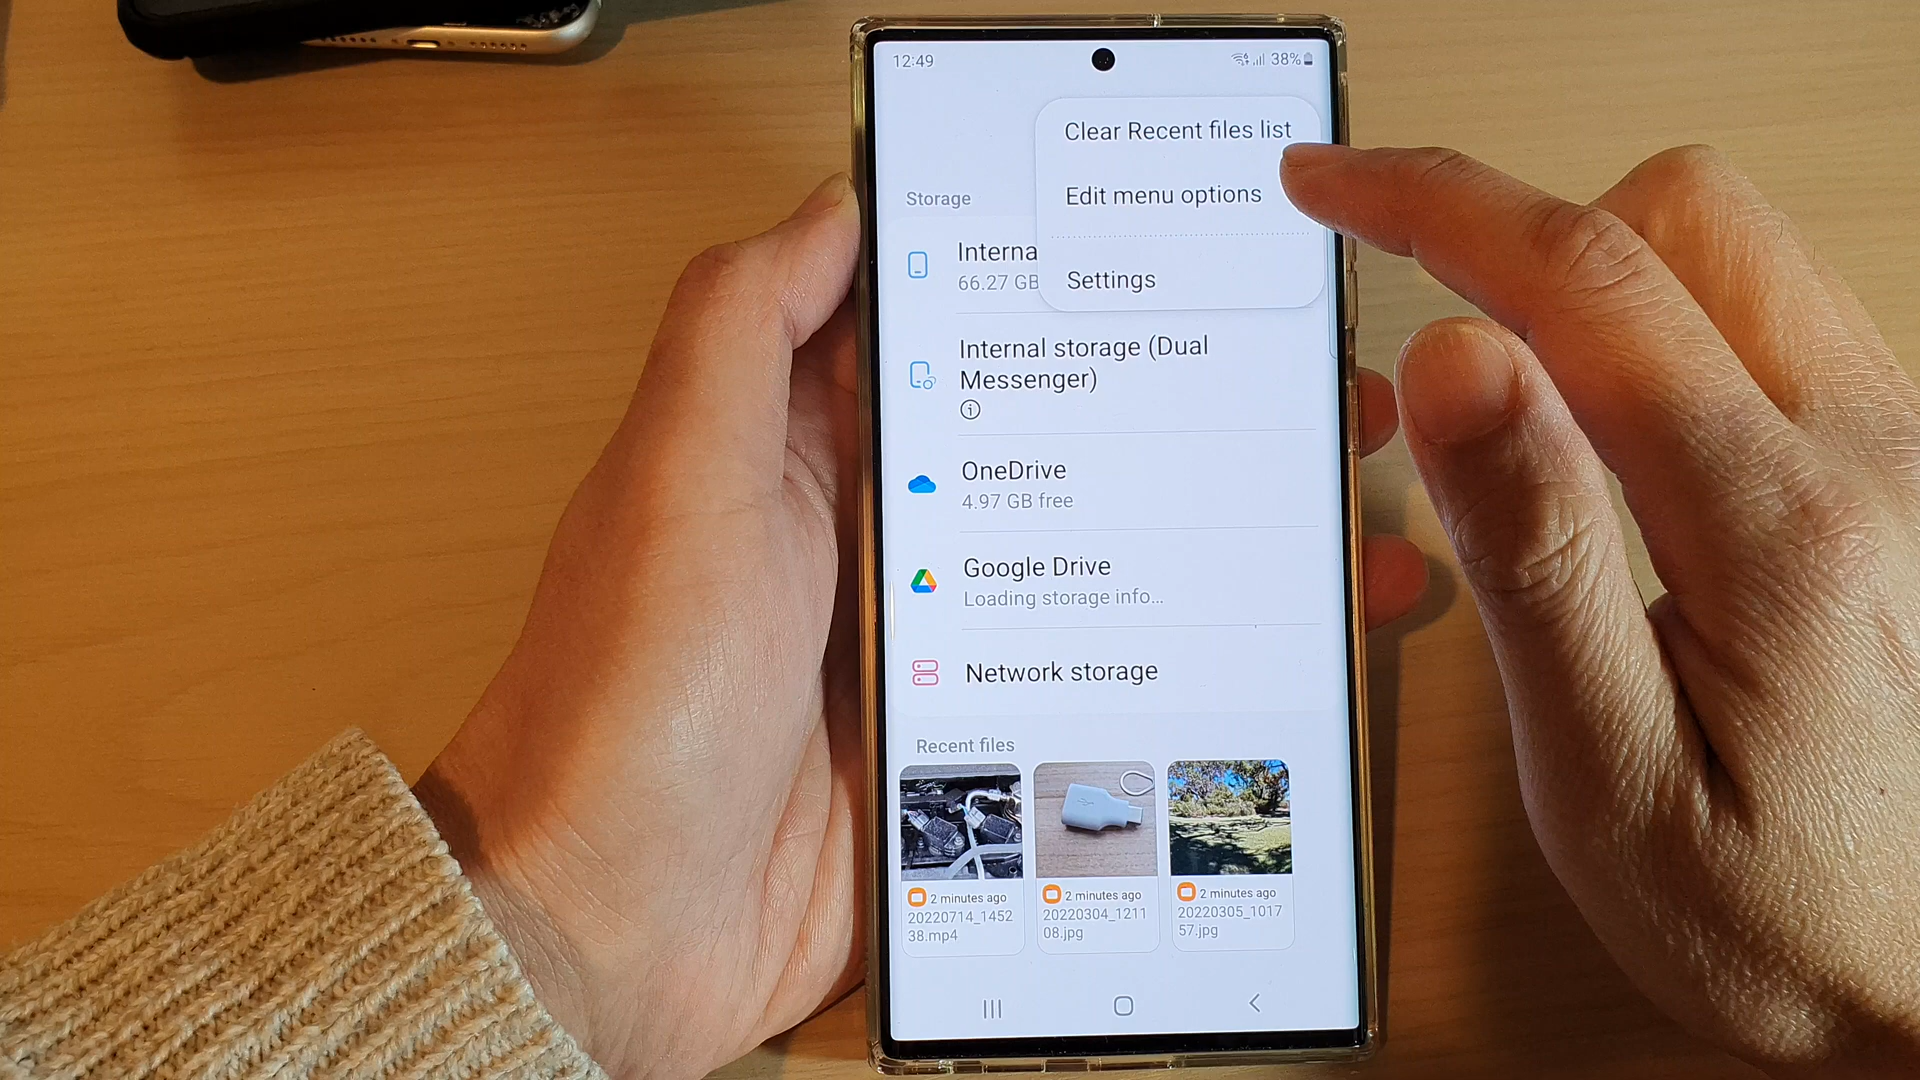 12:49
38%
Clear Recent files list
Edit menu options
Settings
Storage
Interna
66.27 GB
Internal storage (Dual
Messenger)
OneDrive
4.97 GB free
Google Drive
Loading storage info...
Network storage
Recent files
2 minutes ago
20220714_1452
38.mp4
2 minutes ago
20220304_1211
08.jpg
2 minutes ago
20220305_1017
57.jpg